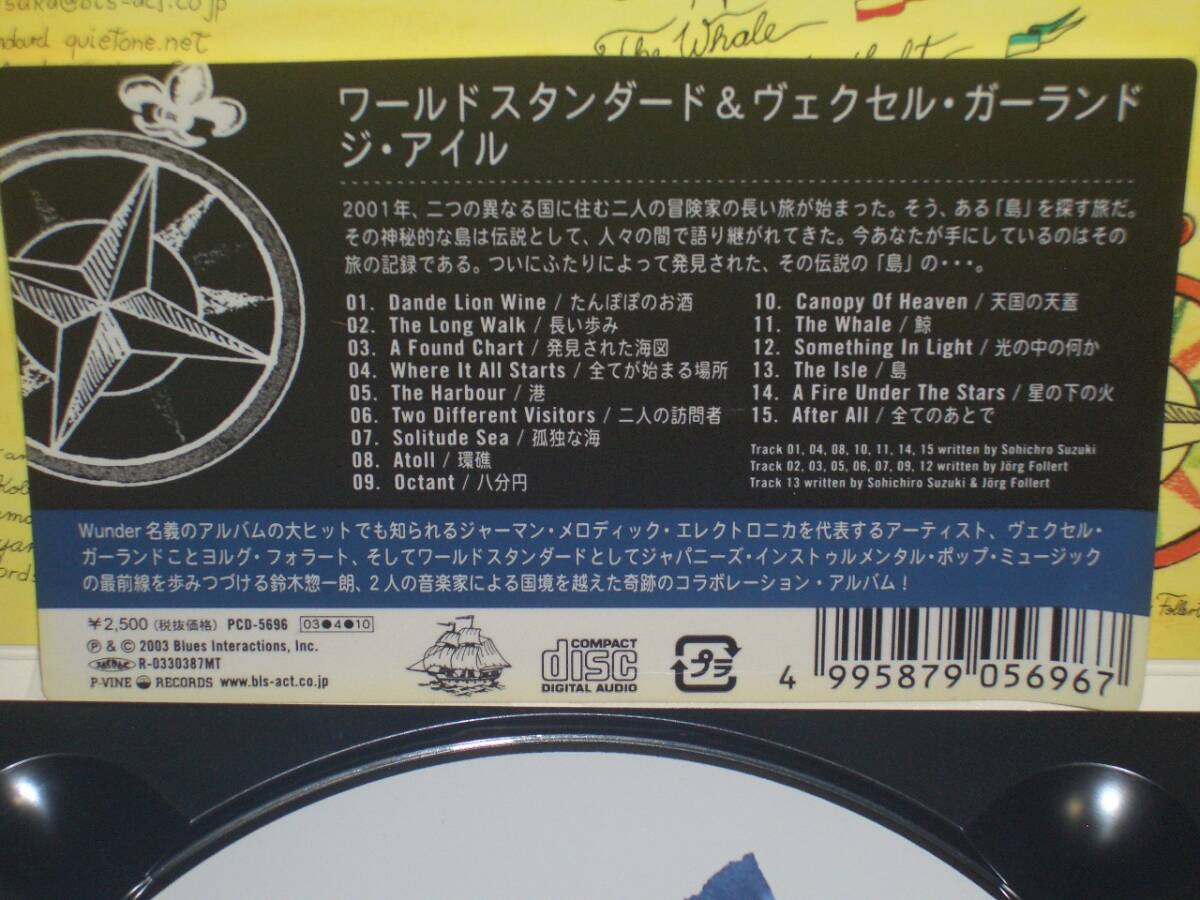 quietone.net
The Whale
ワールドスタンダード&ヴェクセル・ガーランド
ジ・アイル
2001年、二つの異なる国に住む二人の冒険家の長い旅が始まった。そう、ある「島」を探す旅だ。
その神秘的な島は伝説として、人々の間で語り継がれてきた。今あなたが手にしているのはその
旅の記録である。ついにふたりによって発見された、その伝説の「島」の・・・。
01. Dande Lion Wine / たんぽぽのお酒
02. The Long Walk / 長い歩み
03. A Found Chart / 発見された海図
04. Where It All Starts / 全てが始まる場所
05. The Harbour / 港
06. Two Different Visitors / 二人の訪問者
07. Solitude Sea / 孤独な海
08. Atoll / 環礁
09. Octant / 八分円
10. Canopy Of Heaven / 天国の天蓋
11. The Whale / 鯨
12. Something In Light / 光の中の何か
13. The Isle / 島
14. A Fire Under The Stars / 星の下の火
15. After All / 全てのあとで
Track 01, 04, 08, 10, 11, 14, 15 written by Sohichro Suzuki
Track 02, 03, 05, 06, 07, 09, 12 written by Jörg Follert
Track 13 written by Sohichiro Suzuki & Jörg Follert
Wunder名義のアルバムの大ヒットでも知られるジャーマン・メロディック・エレクトロニカを代表するアーティスト、ヴェクセル・
ガーランドことヨルグ・フォラート、そしてワールドスタンダードとしてジャパニーズ・インストゥルメンタル・ポップ・ミュージック
の最前線を歩みつづける鈴木惣一朗、2人の音楽家による国境を越えた奇跡のコラボレーション・アルバム!
¥2,500 (税抜価格) PCD-5696 03●4●10
Ⓟ & © 2003 Blues Interactions, Inc.
R-0330387MT
P-VINE RECORDS www.bls-act.co.jp
COMPACT
disc
DIGITAL AUDIO
プラ
4 995879 056967